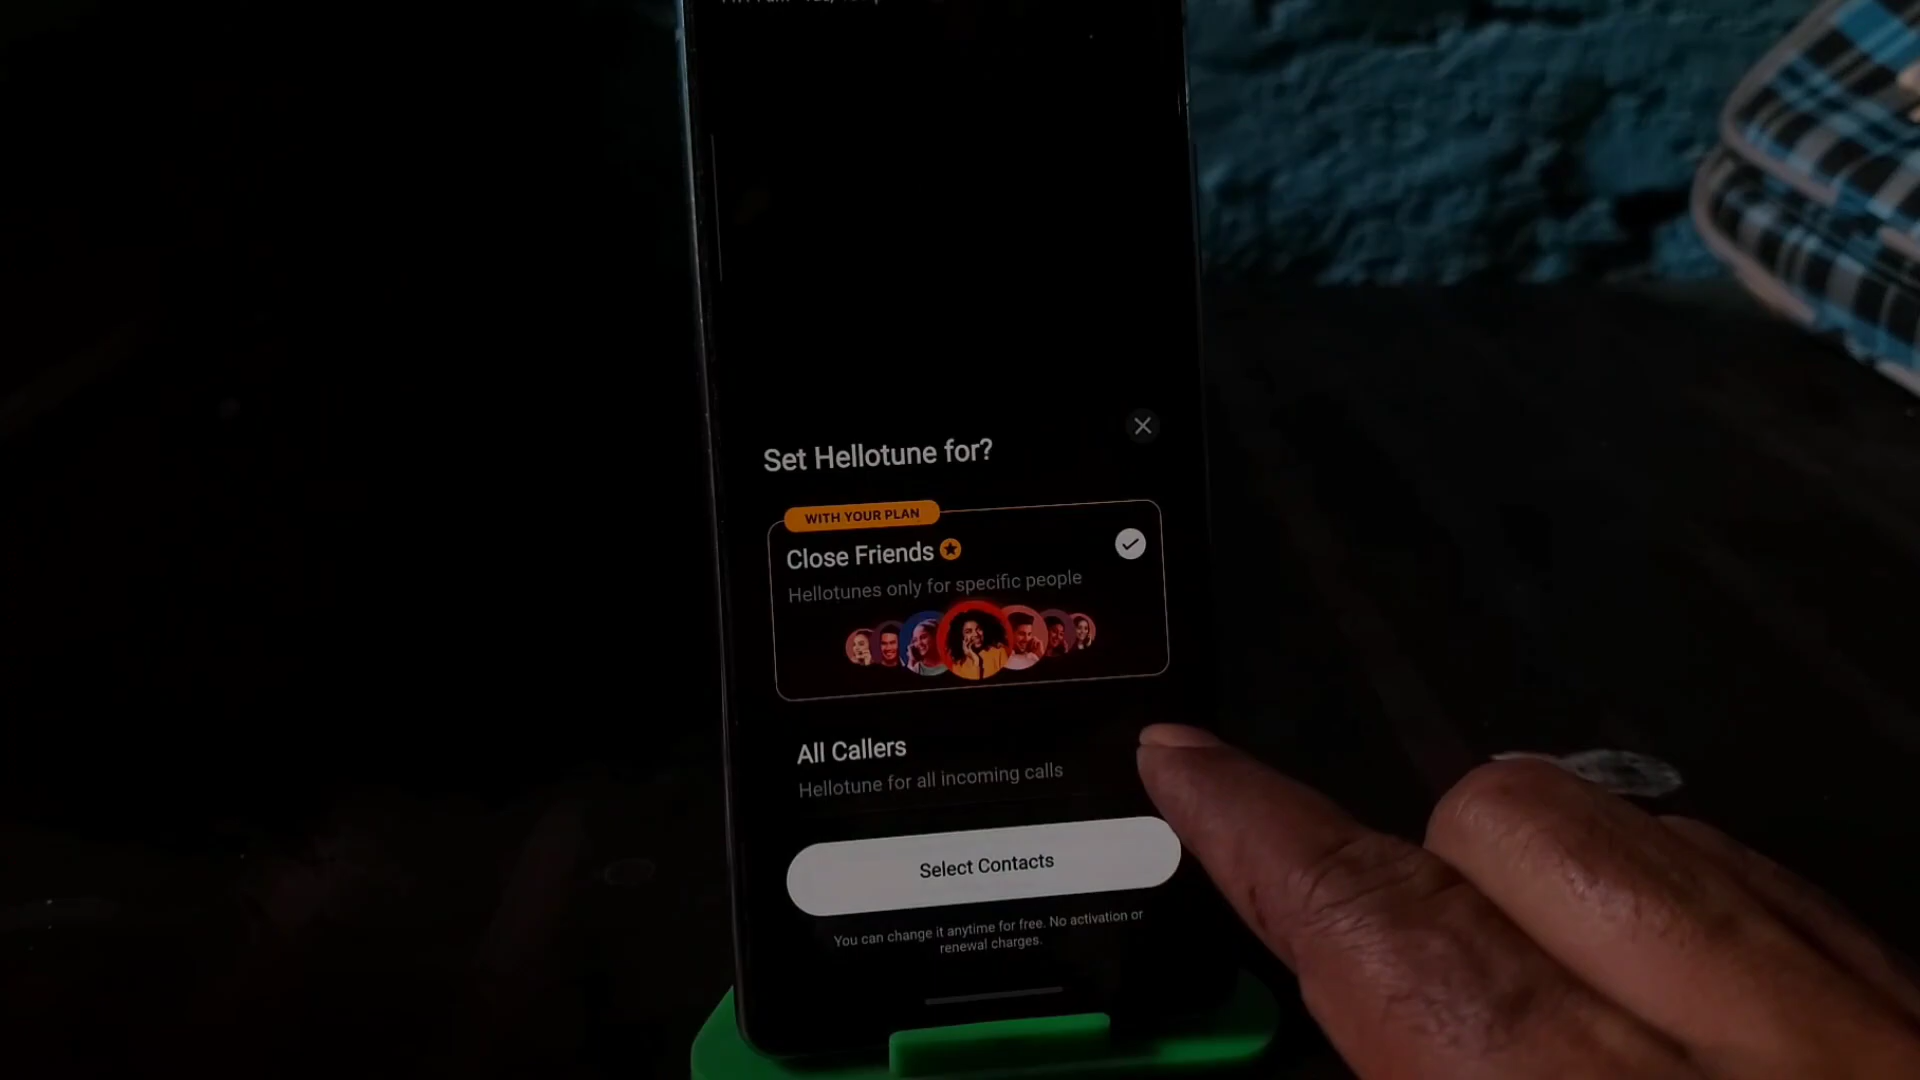 Set Hellotune for?
WITH YOUR PLAN
Close Friends
Hellotunes only for specific people
All Callers
Hellotune for all incoming calls
Select Contacts
You can change it anytime for free. No activation or
renewal charges.